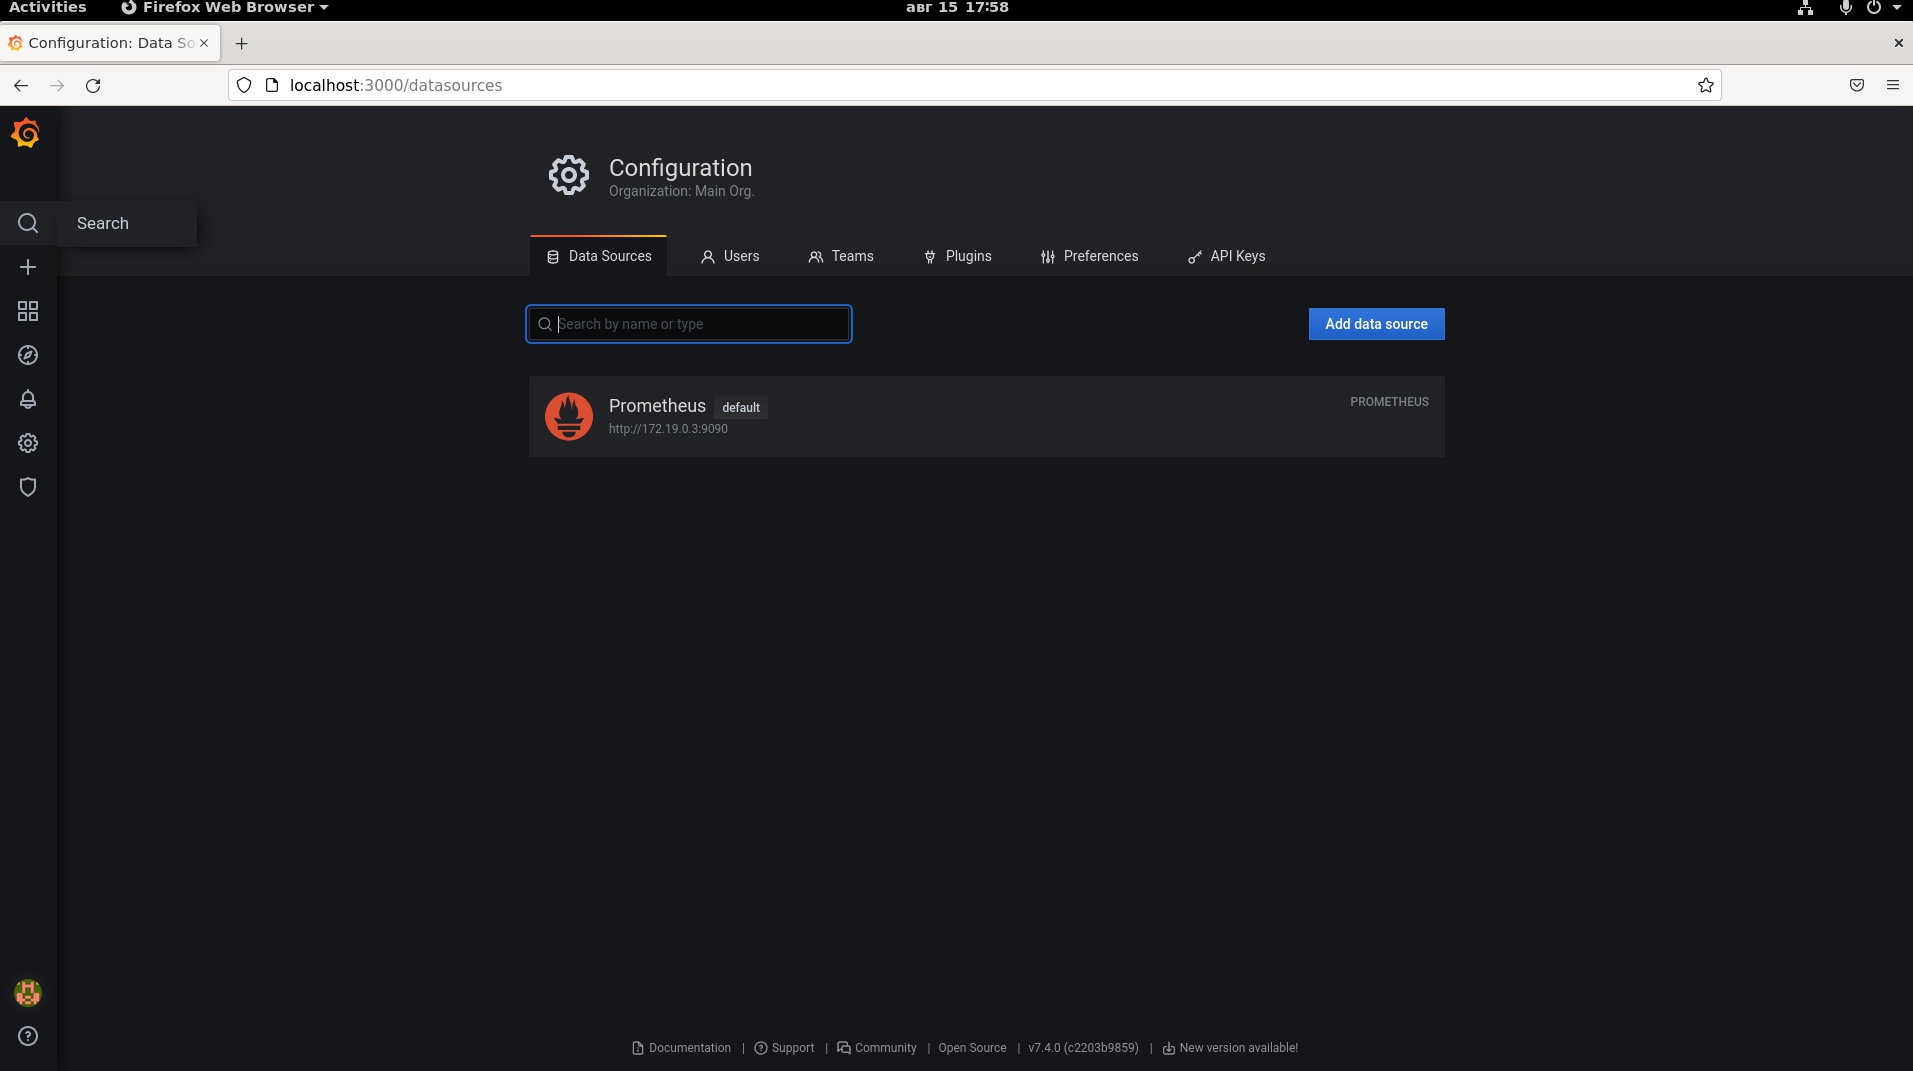 Activities
Firefox Web Browser
авг 15 17:58
Configuration: Data So
localhost:3000/datasources
Configuration
Organization: Main Org.
Search
Data Sources
Users
Teams
Plugins
Preferences
API Keys
Search by name or type
Add data source
Prometheus
default
PROMETHEUS
http://172.19.0.3:9090
Documentation | Support | Community | Open Source | v7.4.0 (c2203b9859) | New version available!